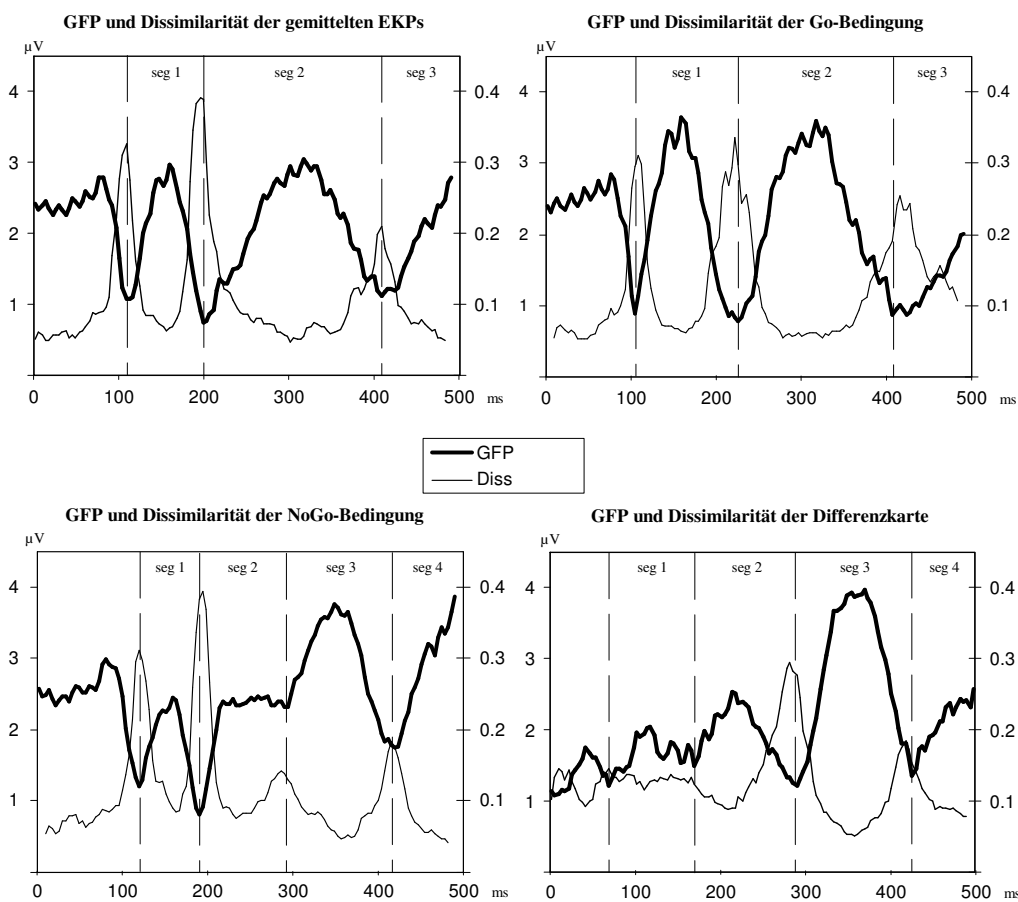 GFP und Dissimilarität der gemittelten EKPs
µV
seg 1 seg 2 seg 3
4 0.4
3 0.3
2 0.2
1 0.1
0 100 200 300 400 500 ms
GFP und Dissimilarität der Go-Bedingung
µV
seg 1 seg 2 seg 3
4 0.4
3 0.3
2 0.2
1 0.1
0 100 200 300 400 500 ms
GFP
Diss
GFP und Dissimilarität der NoGo-Bedingung
µV
seg 1 seg 2 seg 3 seg 4
4 0.4
3 0.3
2 0.2
1 0.1
0 100 200 300 400 500 ms
GFP und Dissimilarität der Differenzkarte
µV
seg 1 seg 2 seg 3 seg 4
4 0.4
3 0.3
2 0.2
1 0.1
0 100 200 300 400 500 ms